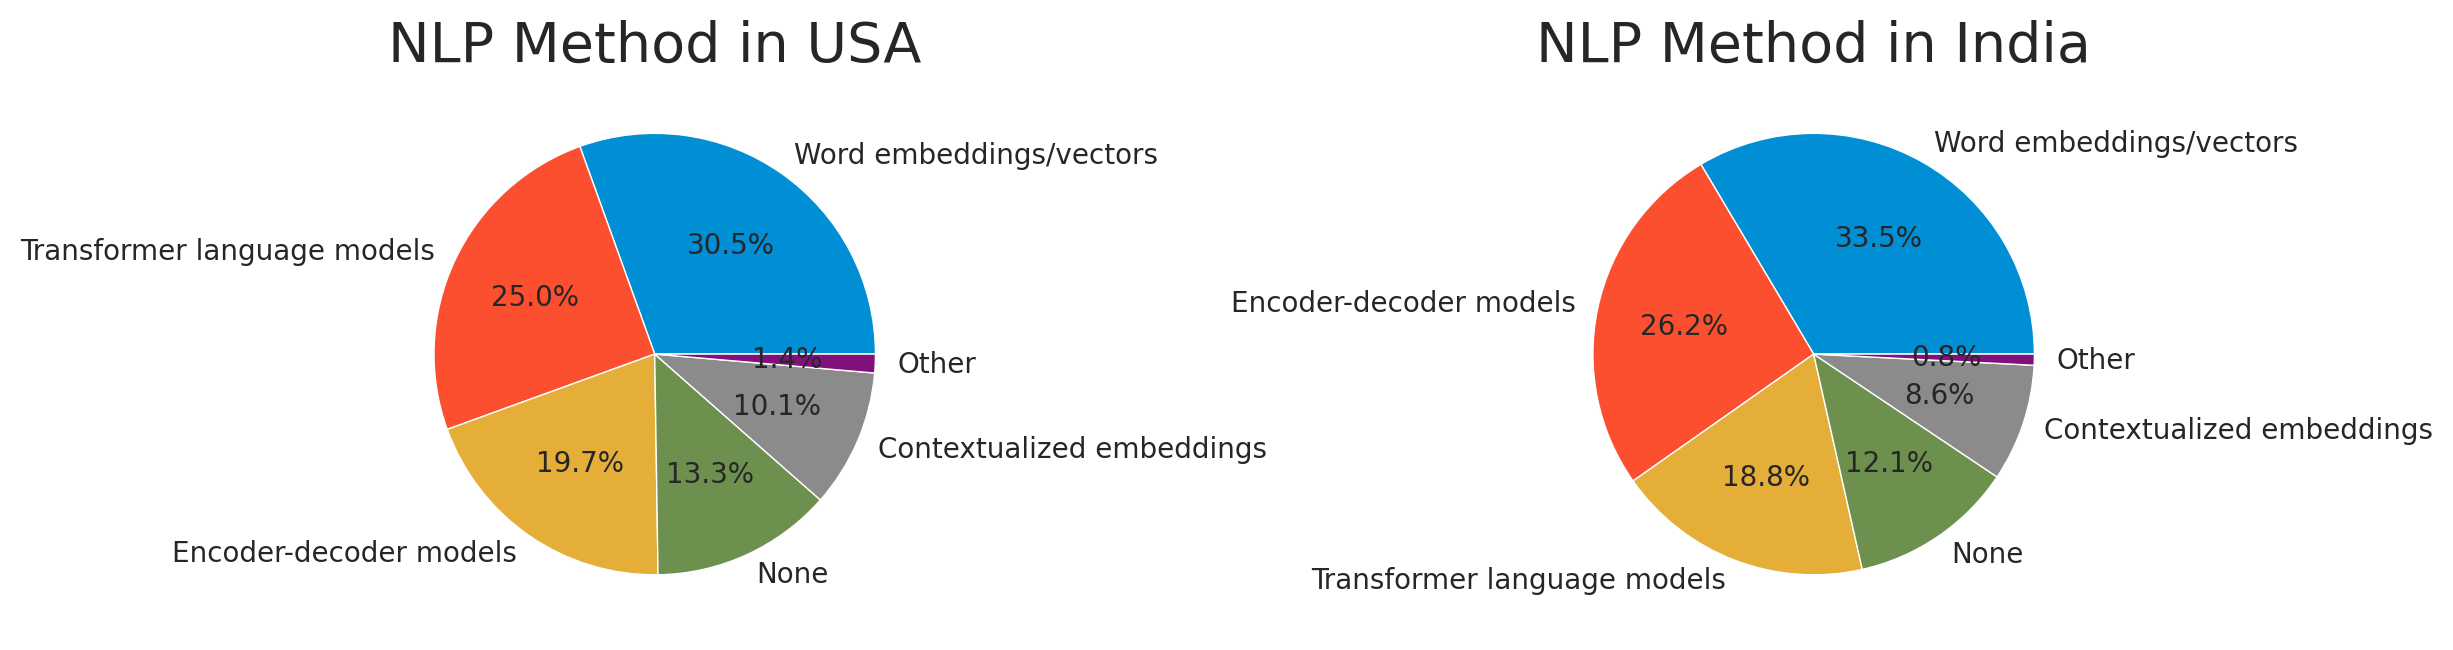 NLP Method in USA
Word embeddings/vectors
30.5%
Transformer language models
25.0%
Encoder-decoder models
19.7%
None
13.3%
Contextualized embeddings
10.1%
Other
1.4%
NLP Method in India
Word embeddings/vectors
33.5%
Encoder-decoder models
26.2%
Transformer language models
18.8%
None
12.1%
Contextualized embeddings
8.6%
Other
0.8%